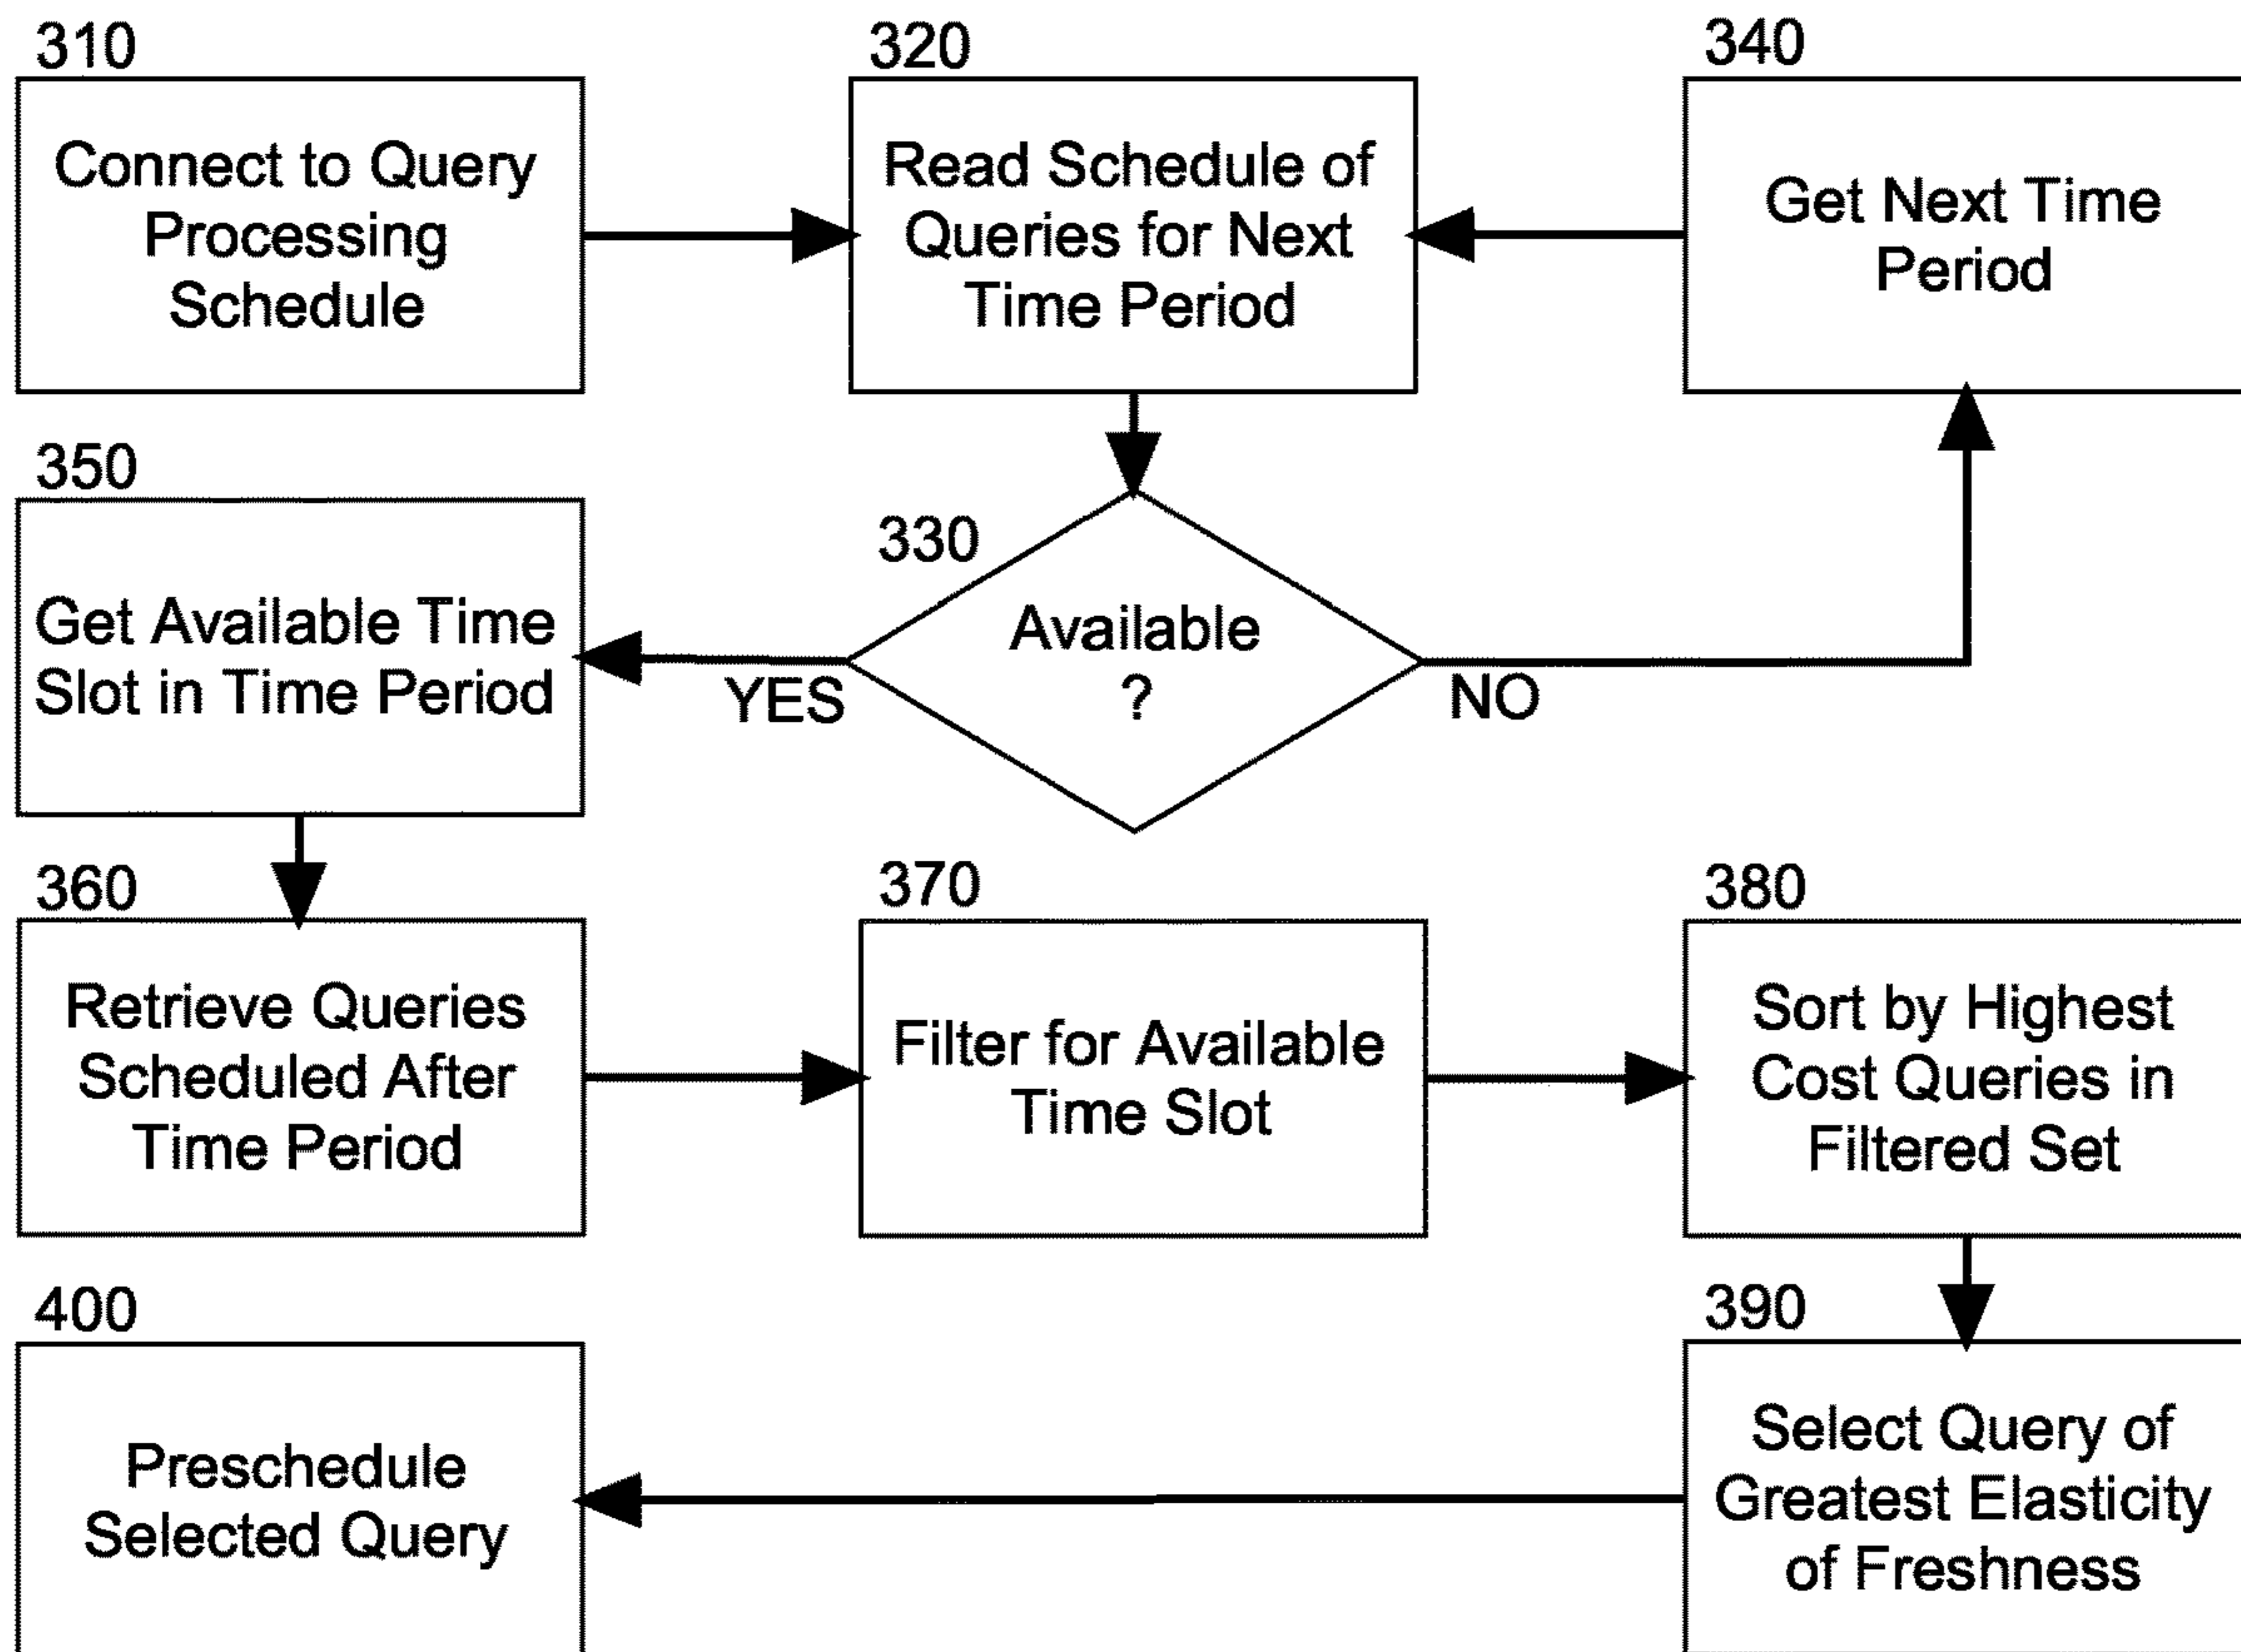 310
Connect to Query
Processing
Schedule
320
Read Schedule of
Queries for Next
Time Period
340
Get Next Time
Period
350
Get Available Time
Slot in Time Period
330
Available
?
YES
NO
360
Retrieve Queries
Scheduled After
Time Period
370
Filter for Available
Time Slot
380
Sort by Highest
Cost Queries in
Filtered Set
400
Preschedule
Selected Query
390
Select Query of
Greatest Elasticity
of Freshness